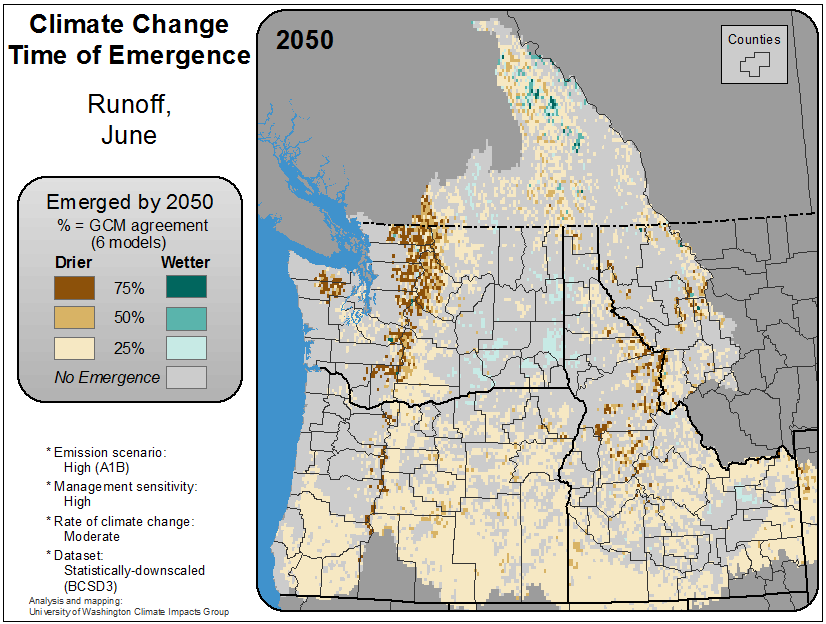 Climate Change
Time of Emergence
Runoff,
June
Emerged by 2050
% = GCM agreement
(6 models)
Drier Wetter
75%
50%
25%
No Emergence
* Emission scenario:
High (A1B)
* Management sensitivity:
High
* Rate of climate change:
Moderate
* Dataset:
Statistically-downscaled
(BCSD3)
Analysis and mapping:
University of Washington Climate Impacts Group
2050
Counties